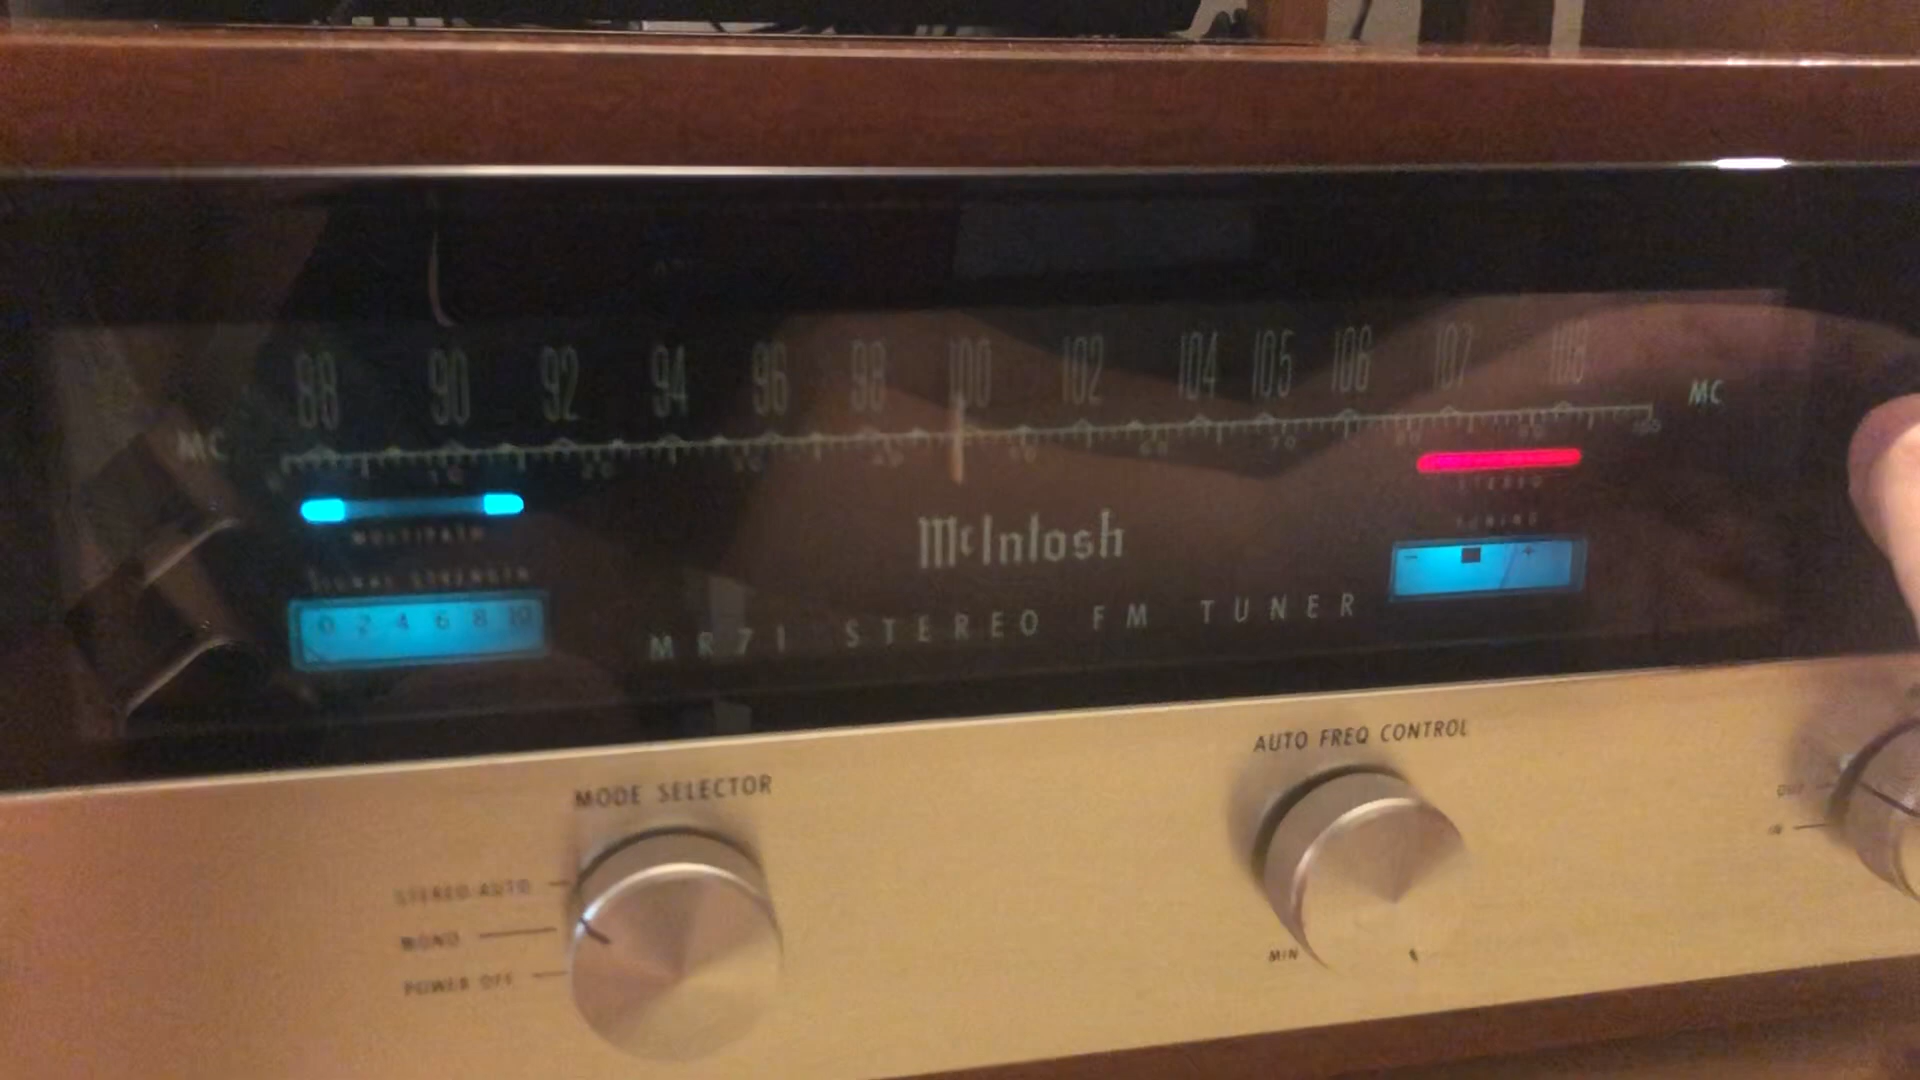 88 90 92 94 96 98 100 102 104 105 106 107 108
MC MC
MULTIPATH
STEREO
SIGNAL STRENGTH
TUNING
0 2 4 6 8 10
- +
McIntosh
MR71 STEREO FM TUNER
MODE SELECTOR
AUTO FREQ CONTROL
STEREO AUTO
MONO
POWER OFF
MIN
OUT
IN